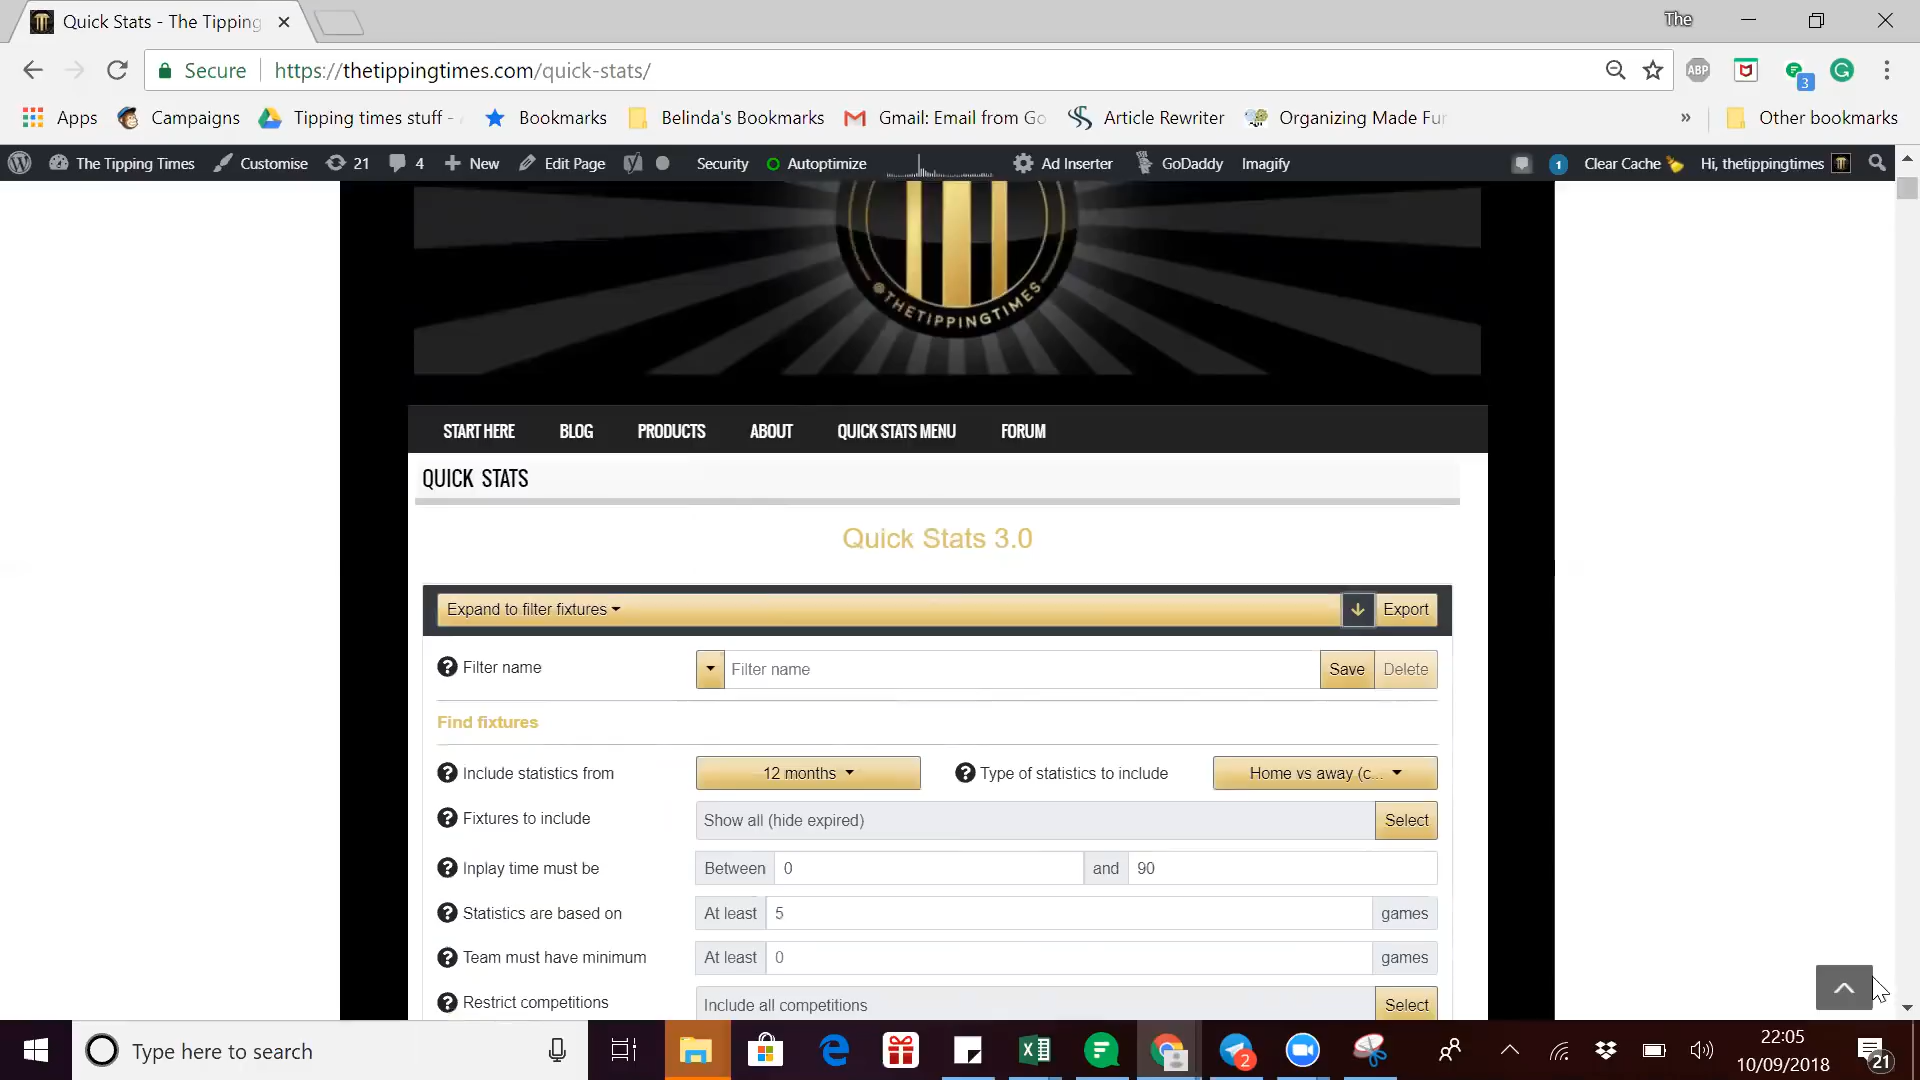 Quick Stats - The Tipping
The
Secure
https://thetippingtimes.com/quick-stats/
ABP
3
Apps
Campaigns
Tipping times stuff -
Bookmarks
Belinda's Bookmarks
Gmail: Email from Go
Article Rewriter
Organizing Made Fun
»
Other bookmarks
The Tipping Times
Customise
21
4
New
Edit Page
Security
Autoptimize
Ad Inserter
GoDaddy
Imagify
1
Clear Cache
Hi, thetippingtimes
@THETIPPINGTIMES
START HERE
BLOG
PRODUCTS
ABOUT
QUICK STATS MENU
FORUM
QUICK STATS
Quick Stats 3.0
Expand to filter fixtures
Export
Filter name
Filter name
Save
Delete
Find fixtures
Include statistics from
12 months
Type of statistics to include
Home vs away (c...
Fixtures to include
Show all (hide expired)
Select
Inplay time must be
Between
0
and
90
Statistics are based on
At least
5
games
Team must have minimum
At least
0
games
Restrict competitions
Include all competitions
Select
Type here to search
2
22:05
10/09/2018
21